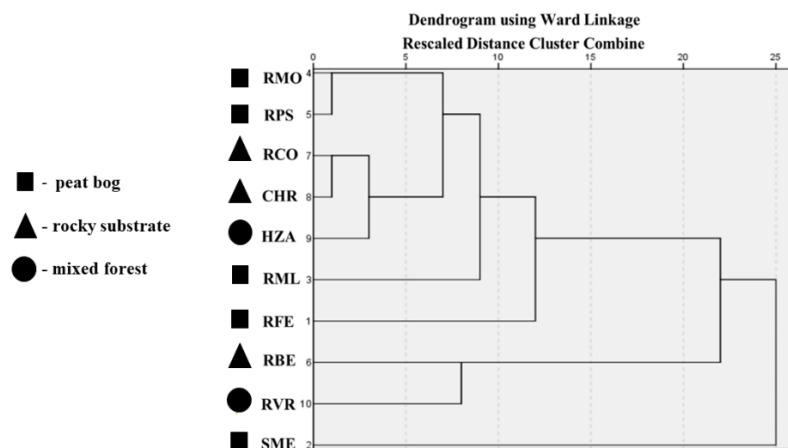 Dendrogram using Ward Linkage
Rescaled Distance Cluster Combine
0 5 10 15 20 25
RMO 4
RPS 5
RCO 7
- peat bog
CHR 8
- rocky substrate
HZA 9
- mixed forest
RML 3
RFE 1
RBE 6
RVR 10
SME 2